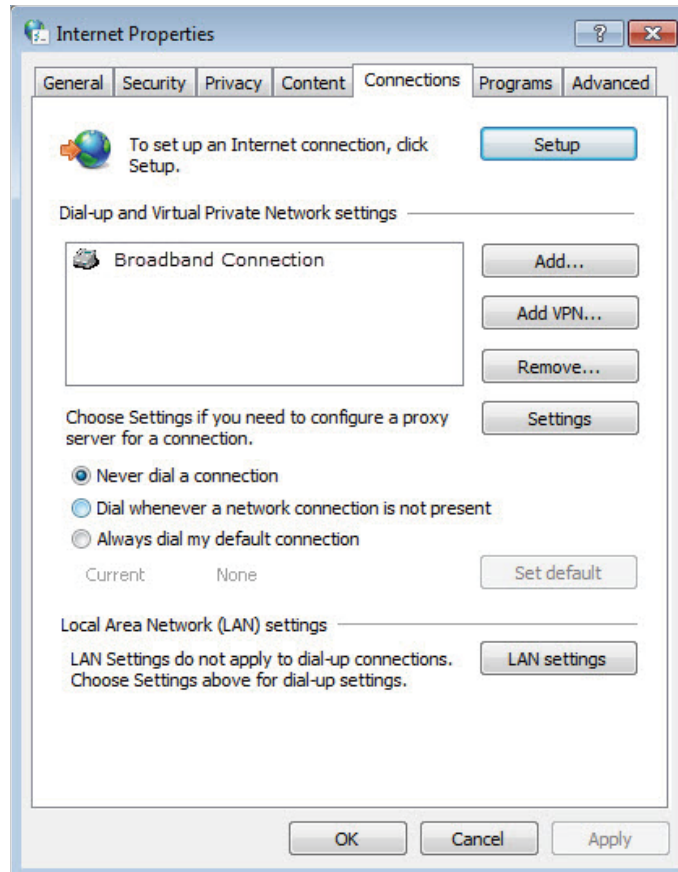 Internet Properties
?
General Security Privacy Content Connections Programs Advanced
To set up an Internet connection, click
Setup.
Setup
Dial-up and Virtual Private Network settings
Broadband Connection
Add...
Add VPN...
Remove...
Choose Settings if you need to configure a proxy
server for a connection.
Settings
Never dial a connection
Dial whenever a network connection is not present
Always dial my default connection
Current None
Set default
Local Area Network (LAN) settings
LAN Settings do not apply to dial-up connections.
Choose Settings above for dial-up settings.
LAN settings
OK Cancel Apply